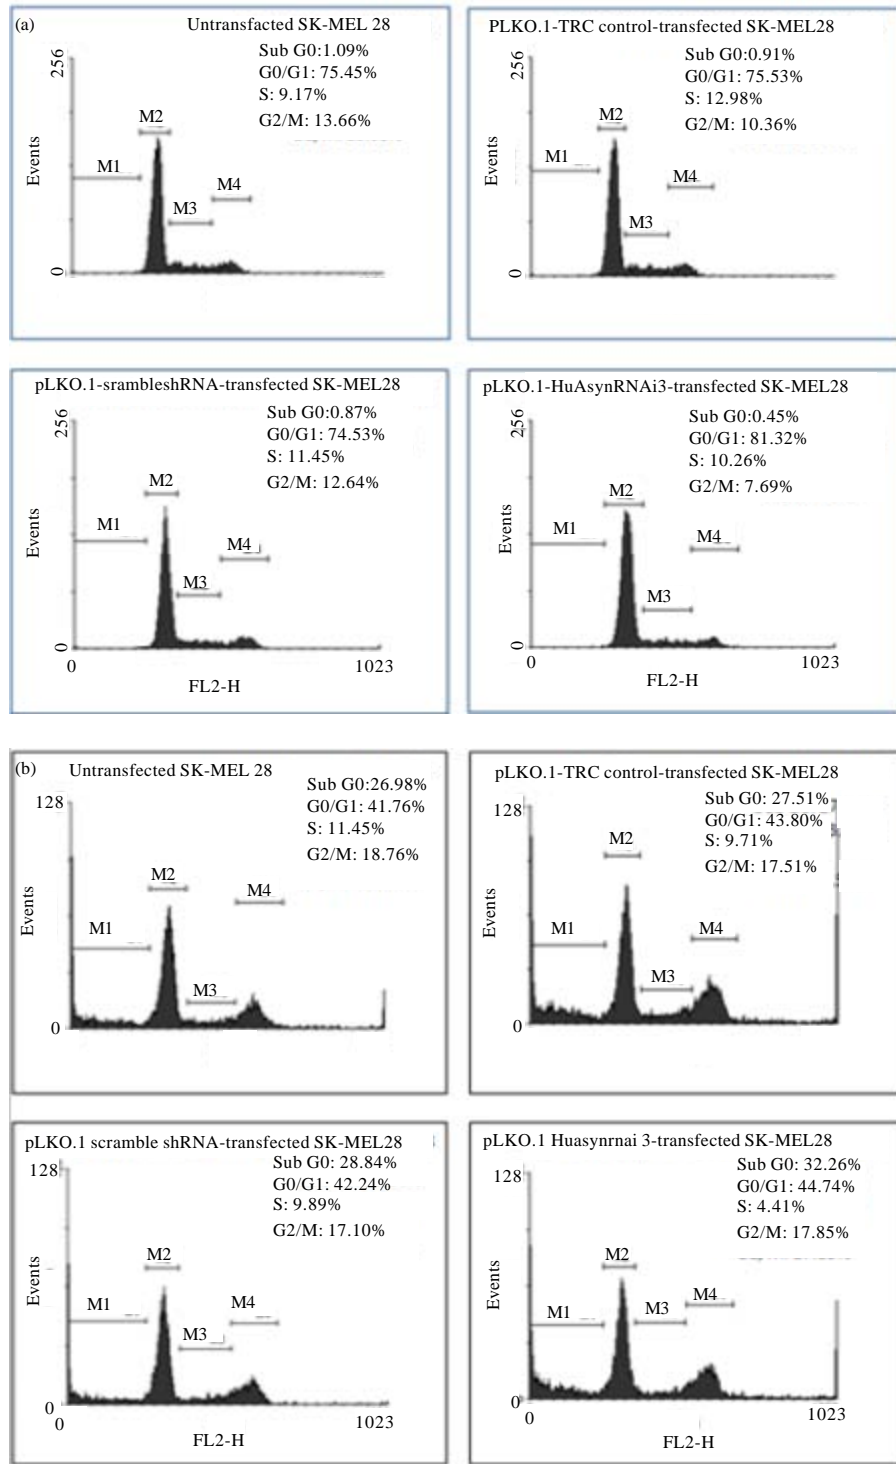 (a)
Untransfacted SK-MEL 28
Sub G0:1.09%
G0/G1: 75.45%
S: 9.17%
G2/M: 13.66%
256
Events
0
M1
M2
M3
M4
PLKO.1-TRC control-transfected SK-MEL28
Sub G0:0.91%
G0/G1: 75.53%
S: 12.98%
G2/M: 10.36%
256
Events
0
M1
M2
M3
M4
pLKO.1-srambleshRNA-transfected SK-MEL28
Sub G0:0.87%
G0/G1: 74.53%
S: 11.45%
G2/M: 12.64%
256
Events
0
M1
M2
M3
M4
0
1023
FL2-H
pLKO.1-HuAsynRNAi3-transfected SK-MEL28
Sub G0:0.45%
G0/G1: 81.32%
S: 10.26%
G2/M: 7.69%
256
Events
0
M1
M2
M3
M4
0
1023
FL2-H
(b)
Untransfected SK-MEL 28
Sub G0:26.98%
G0/G1: 41.76%
S: 11.45%
G2/M: 18.76%
128
Events
0
M1
M2
M3
M4
pLKO.1-TRC control-transfected SK-MEL28
Sub G0: 27.51%
G0/G1: 43.80%
S: 9.71%
G2/M: 17.51%
128
Events
0
M1
M2
M3
M4
pLKO.1 scramble shRNA-transfected SK-MEL28
Sub G0: 28.84%
G0/G1: 42.24%
S: 9.89%
G2/M: 17.10%
128
Events
0
M1
M2
M3
M4
0
1023
FL2-H
pLKO.1 Huasynrnai 3-transfected SK-MEL28
Sub G0: 32.26%
G0/G1: 44.74%
S: 4.41%
G2/M: 17.85%
128
Events
0
M1
M2
M3
M4
0
1023
FL2-H